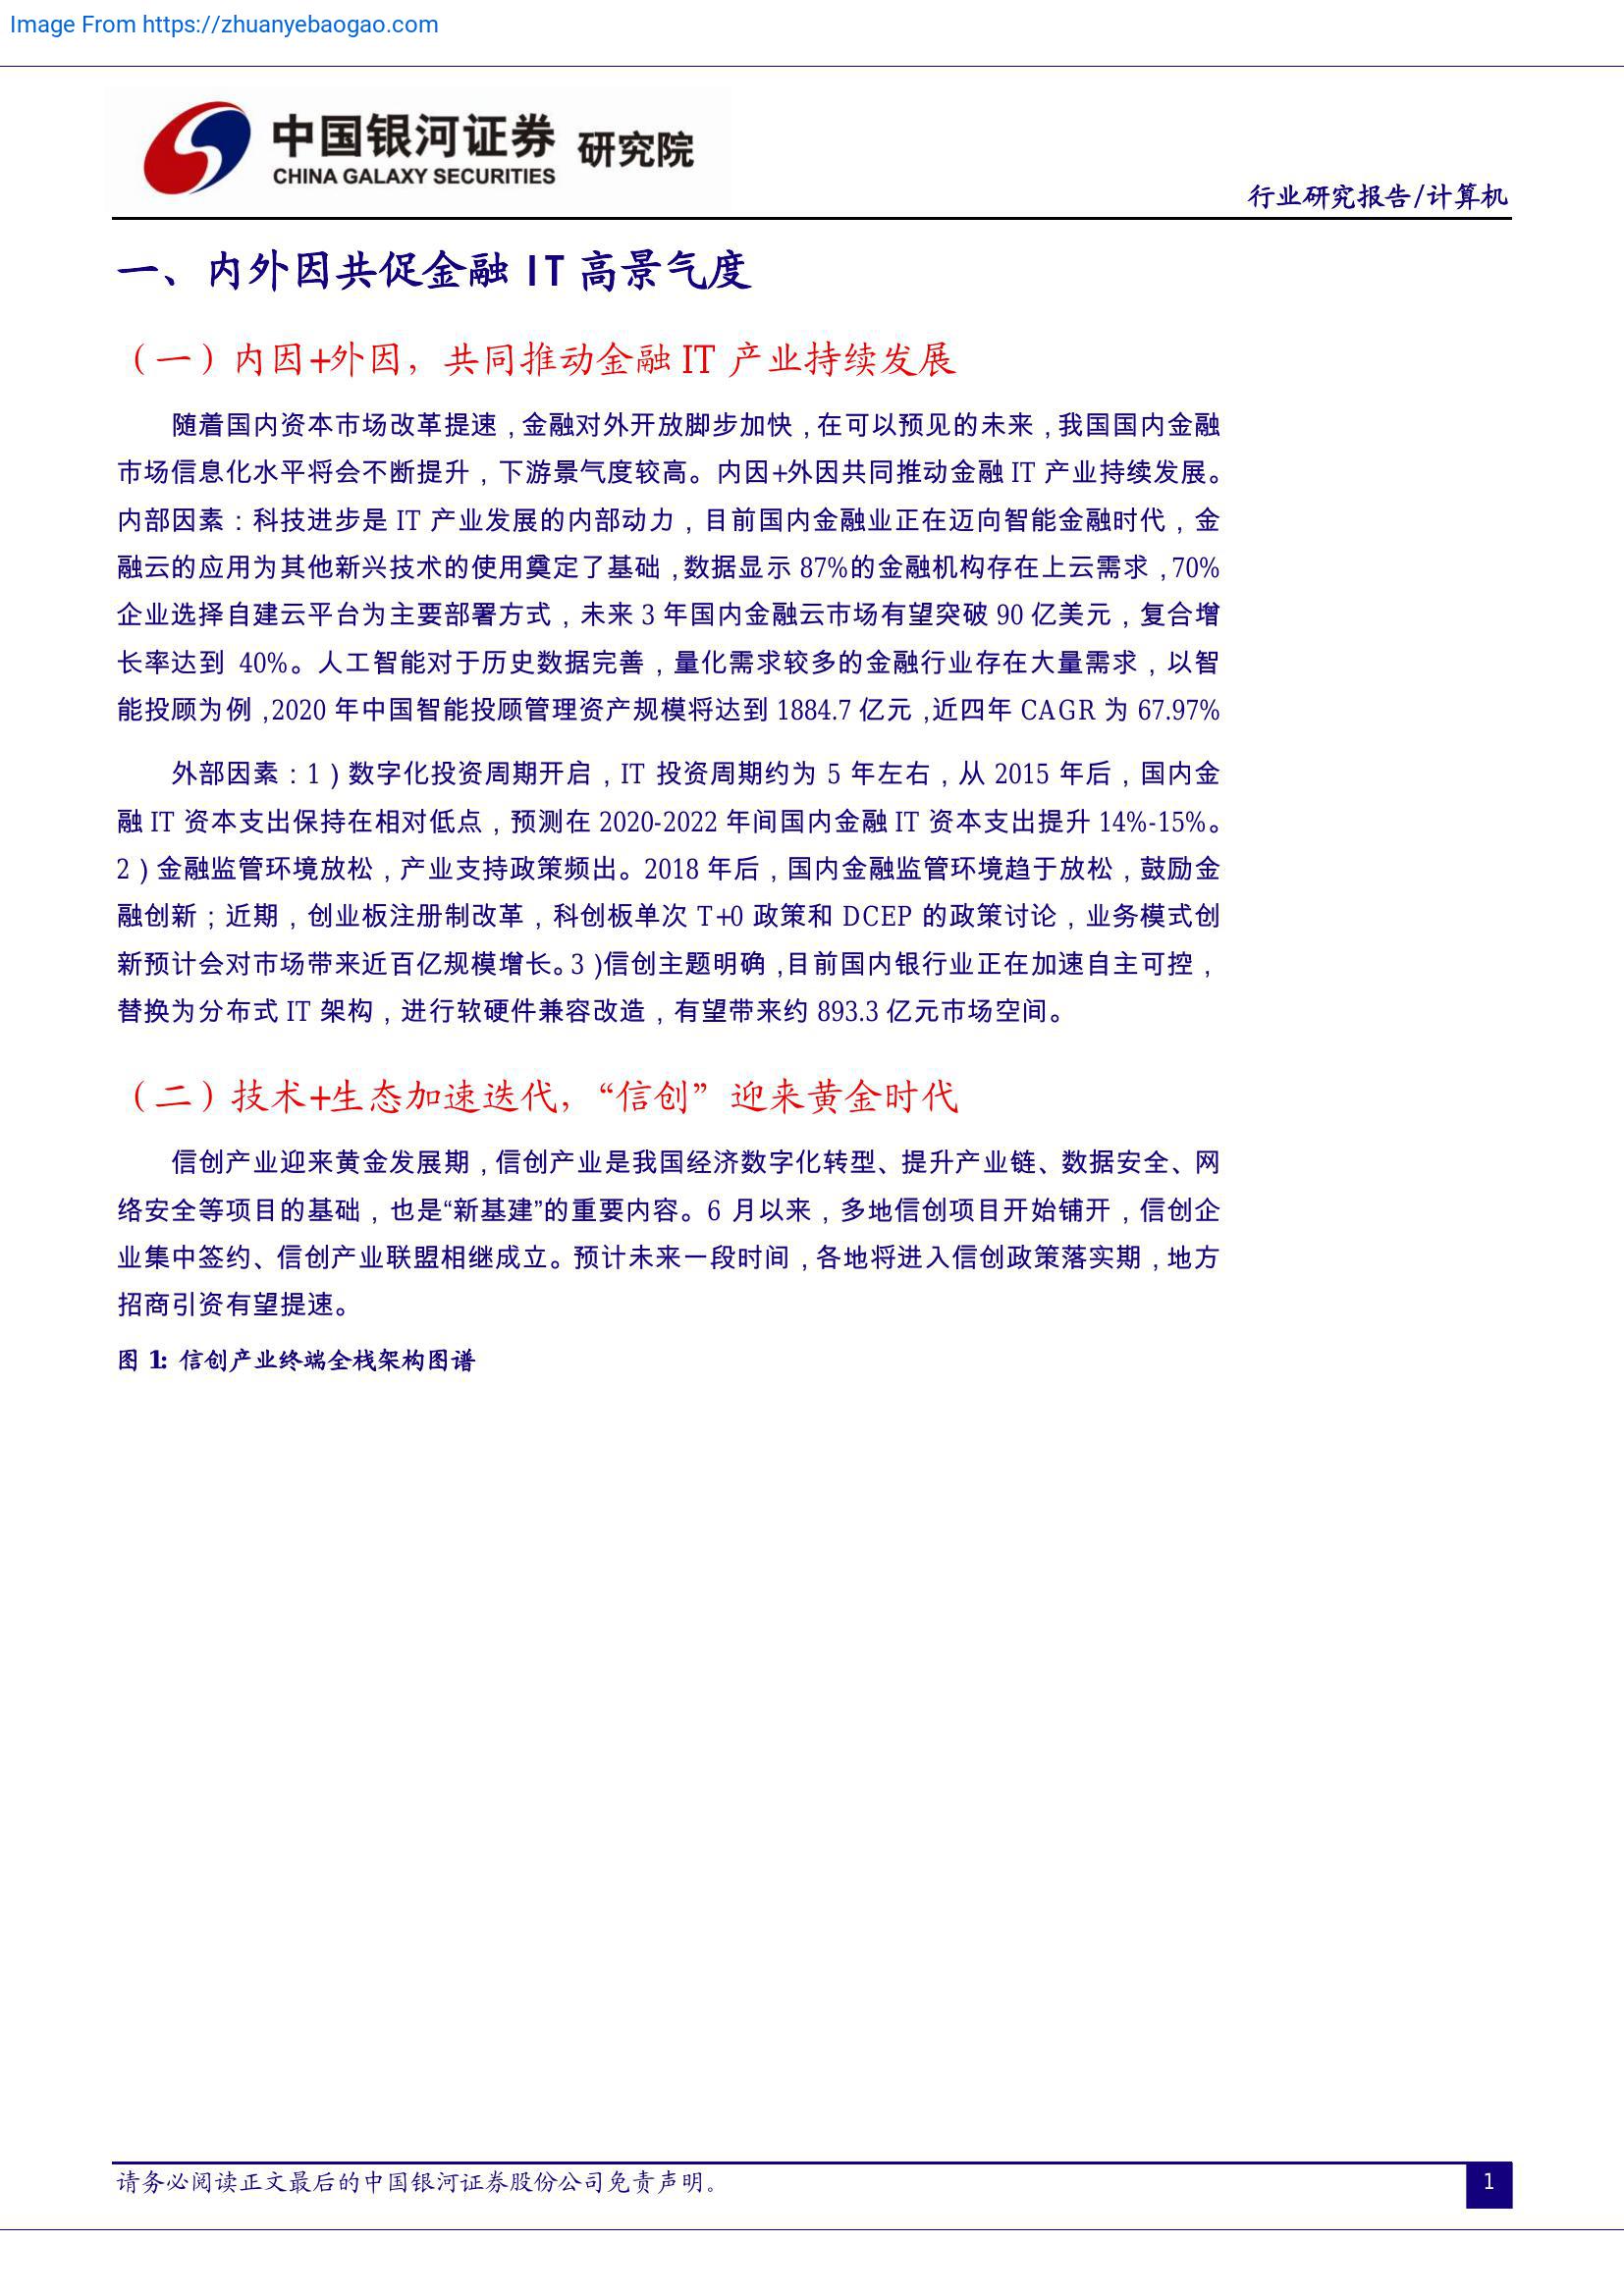 Image From https://zhuanyebaogao.com
中国银河证券 研究院
CHINA GALAXY SECURITIES
行业研究报告/计算机
一、内外因共促金融 IT 高景气度
（一）内因+外因，共同推动金融 IT 产业持续发展
随着国内资本市场改革提速，金融对外开放脚步加快，在可以预见的未来，我国国内金融
市场信息化水平将会不断提升，下游景气度较高。内因+外因共同推动金融 IT 产业持续发展。
内部因素：科技进步是 IT 产业发展的内部动力，目前国内金融业正在迈向智能金融时代，金
融云的应用为其他新兴技术的使用奠定了基础，数据显示 87%的金融机构存在上云需求，70%
企业选择自建云平台为主要部署方式，未来 3 年国内金融云市场有望突破 90 亿美元，复合增
长率达到 40%。人工智能对于历史数据完善，量化需求较多的金融行业存在大量需求，以智
能投顾为例，2020 年中国智能投顾管理资产规模将达到 1884.7 亿元，近四年 CAGR 为 67.97%
外部因素：1）数字化投资周期开启，IT 投资周期约为 5 年左右，从 2015 年后，国内金
融 IT 资本支出保持在相对低点，预测在 2020-2022 年间国内金融 IT 资本支出提升 14%-15%。
2）金融监管环境放松，产业支持政策频出。2018 年后，国内金融监管环境趋于放松，鼓励金
融创新；近期，创业板注册制改革，科创板单次 T+0 政策和 DCEP 的政策讨论，业务模式创
新预计会对市场带来近百亿规模增长。3）信创主题明确，目前国内银行业正在加速自主可控，
替换为分布式 IT 架构，进行软硬件兼容改造，有望带来约 893.3 亿元市场空间。
（二）技术+生态加速迭代，“信创”迎来黄金时代
信创产业迎来黄金发展期，信创产业是我国经济数字化转型、提升产业链、数据安全、网
络安全等项目的基础，也是“新基建”的重要内容。6 月以来，多地信创项目开始铺开，信创企
业集中签约、信创产业联盟相继成立。预计未来一段时间，各地将进入信创政策落实期，地方
招商引资有望提速。
图 1: 信创产业终端全栈架构图谱
请务必阅读正文最后的中国银河证券股份公司免责声明。
1